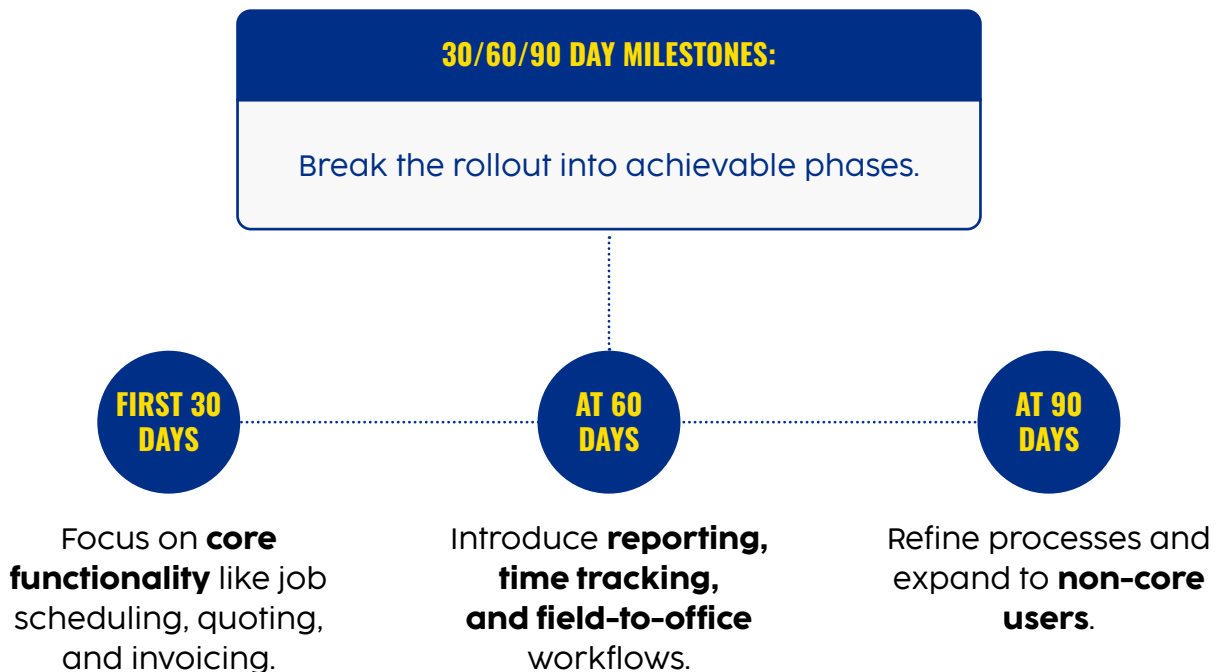 30/60/90 DAY MILESTONES:
Break the rollout into achievable phases.
FIRST 30
DAYS
Focus on core
functionality like job
scheduling, quoting,
and invoicing.
AT 60
DAYS
Introduce reporting,
time tracking,
and field-to-office
workflows.
AT 90
DAYS
Refine processes and
expand to non-core
users.